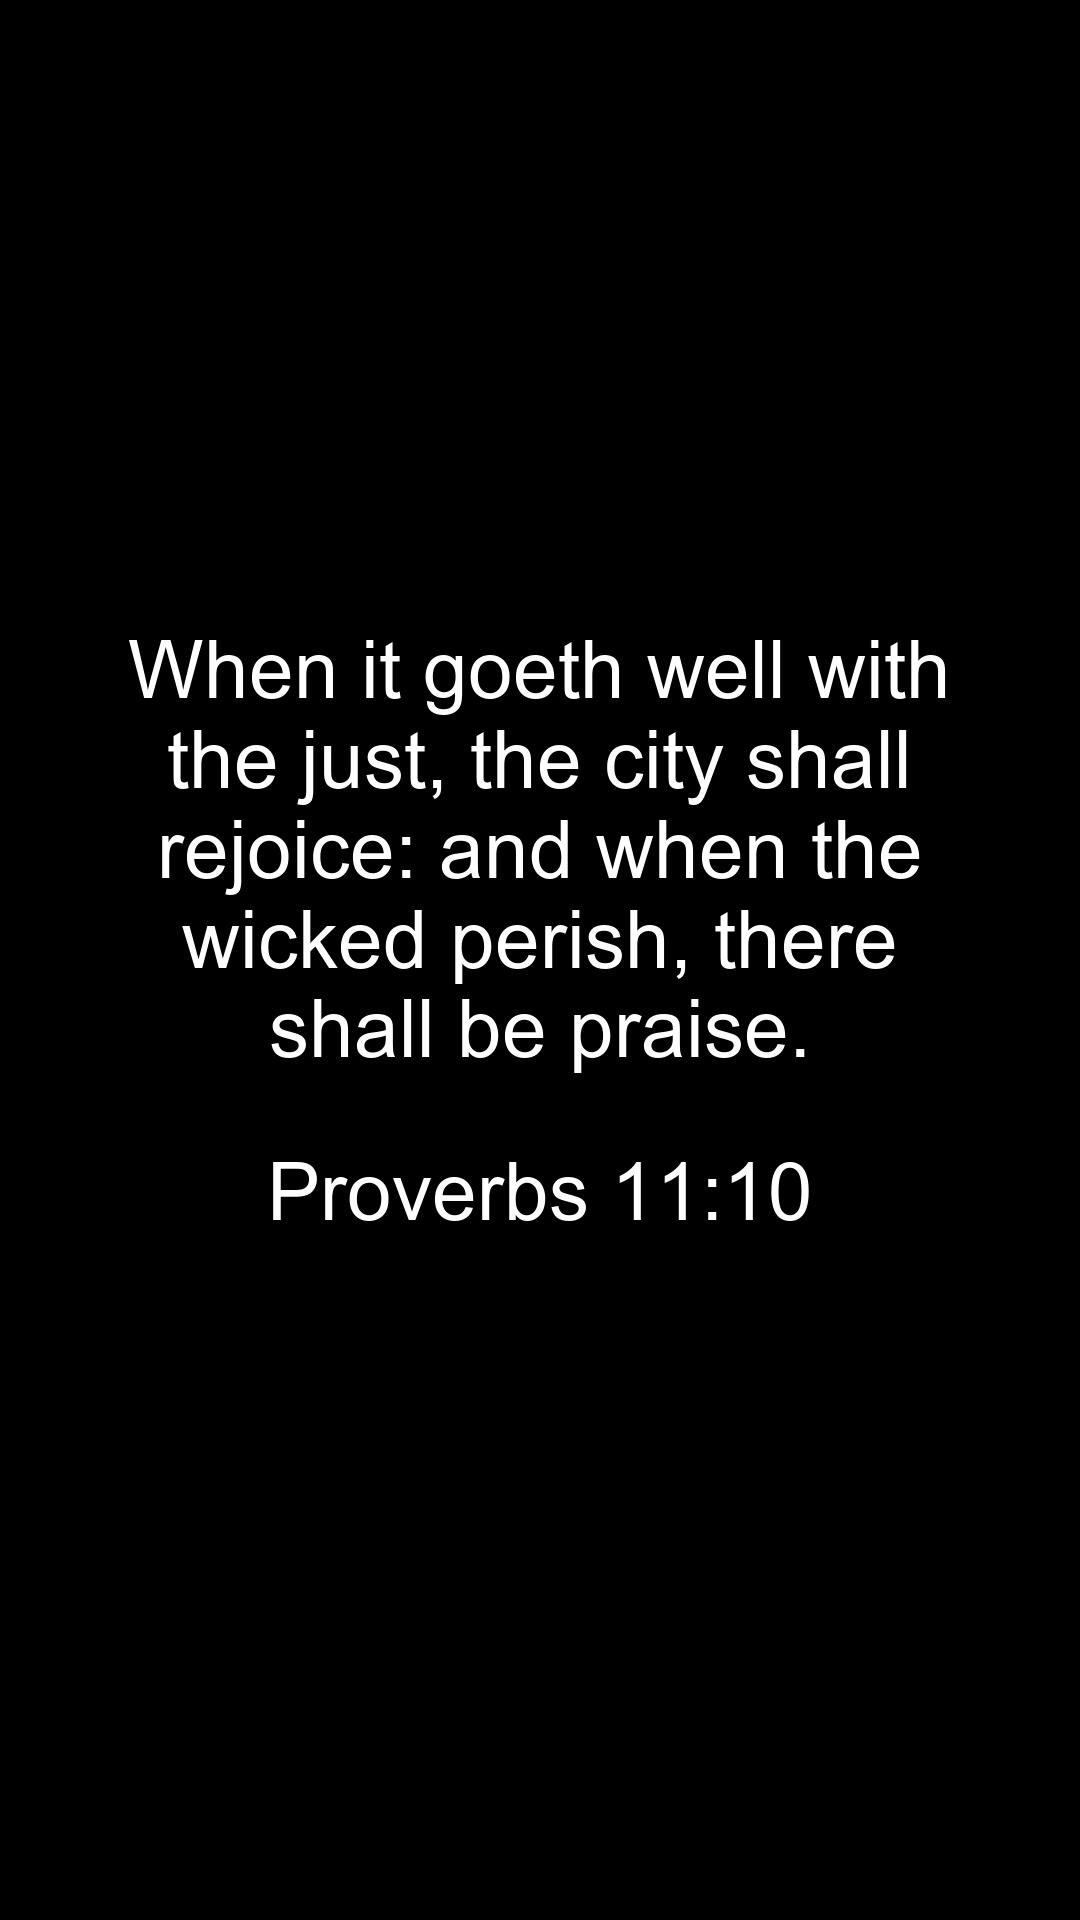 When it goeth well with
the just, the city shall
rejoice: and when the
wicked perish, there
shall be praise.
Proverbs 11:10